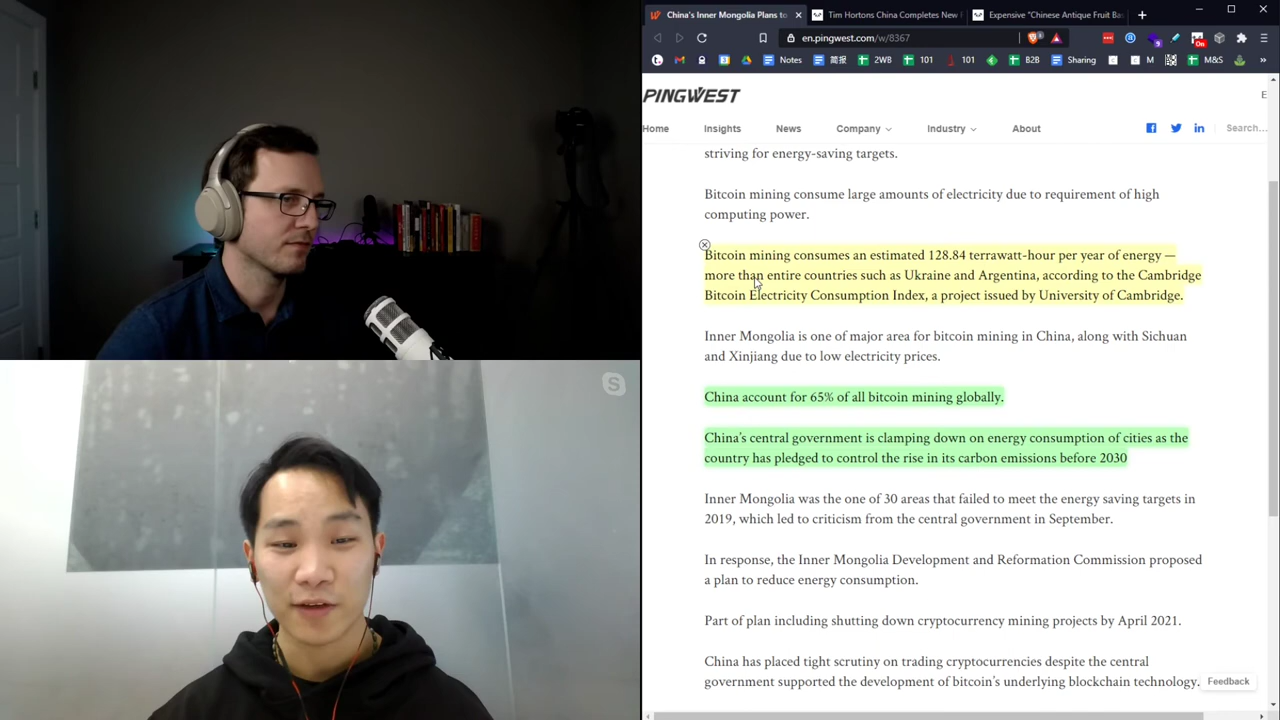 China's Inner Mongolia Plans to
Tim Hortons China Completes New
Expensive "Chinese Antique Fruit Ba
en.pingwest.com/w/8367
Notes
简报
2WB
101
101
B2B
Sharing
M
M&S
PINGWEST
E
Home
Insights
News
Company
Industry
About
Search...
striving for energy-saving targets.
Bitcoin mining consume large amounts of electricity due to requirement of high
computing power.
Bitcoin mining consumes an estimated 128.84 terrawatt-hour per year of energy —
more than entire countries such as Ukraine and Argentina, according to the Cambridge
Bitcoin Electricity Consumption Index, a project issued by University of Cambridge.
Inner Mongolia is one of major area for bitcoin mining in China, along with Sichuan
and Xinjiang due to low electricity prices.
China account for 65% of all bitcoin mining globally.
China's central government is clamping down on energy consumption of cities as the
country has pledged to control the rise in its carbon emissions before 2030
Inner Mongolia was the one of 30 areas that failed to meet the energy saving targets in
2019, which led to criticism from the central government in September.
In response, the Inner Mongolia Development and Reformation Commission proposed
a plan to reduce energy consumption.
Part of plan including shutting down cryptocurrency mining projects by April 2021.
China has placed tight scrutiny on trading cryptocurrencies despite the central
government supported the development of bitcoin's underlying blockchain technology.
Feedback